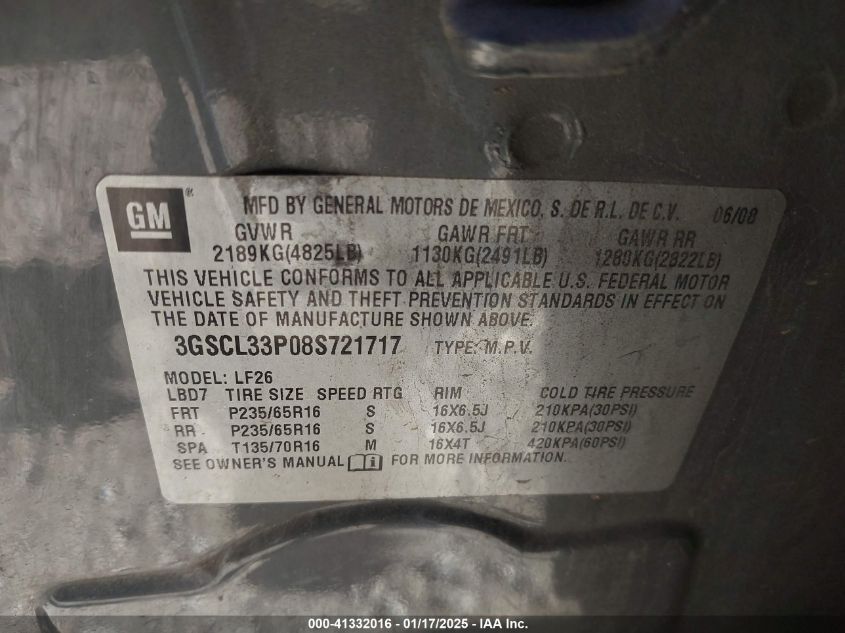 GM ® MFD BY GENERAL MOTORS DE MEXICO, S. DE R.L. DE C.V. 06/08
GVWR GAWR FRT GAWR RR
2189KG(4825LB) 1130KG(2491LB) 1280KG(2822LB)
THIS VEHICLE CONFORMS TO ALL APPLICABLE U.S. FEDERAL MOTOR
VEHICLE SAFETY AND THEFT PREVENTION STANDARDS IN EFFECT ON
THE DATE OF MANUFACTURE SHOWN ABOVE.
3GSCL33P08S721717 TYPE: M.P.V.
MODEL: LF26
LBD7 TIRE SIZE SPEED RTG RIM COLD TIRE PRESSURE
FRT P235/65R16 S 16X6.5J 210KPA(30PSI)
RR P235/65R16 S 16X6.5J 210KPA(30PSI)
SPA T135/70R16 M 16X4T 420KPA(60PSI)
SEE OWNER'S MANUAL FOR MORE INFORMATION.
000-41332016 — 01/17/2025 — IAA Inc.